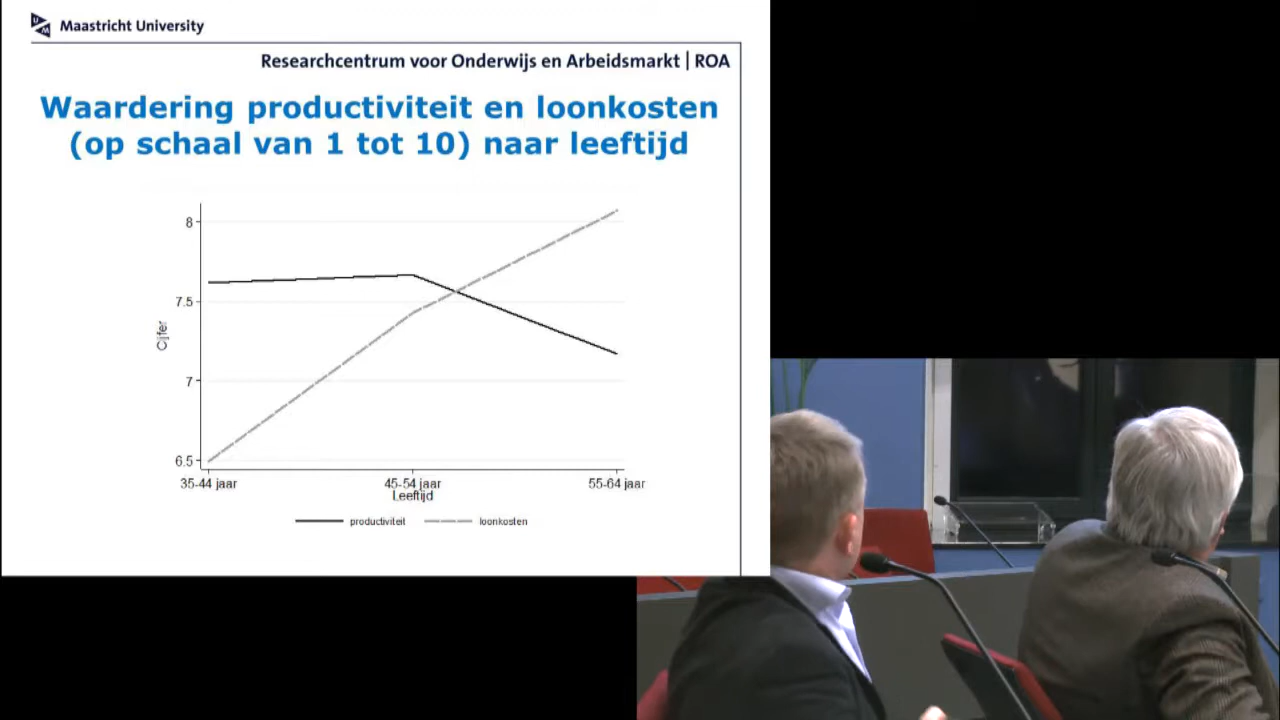 UM
Maastricht University
Researchcentrum voor Onderwijs en Arbeidsmarkt | ROA
Waardering productiviteit en loonkosten
(op schaal van 1 tot 10) naar leeftijd
8
7.5
7
6.5
Cijfer
35-44 jaar
45-54 jaar
55-64 jaar
Leeftijd
productiviteit
loonkosten